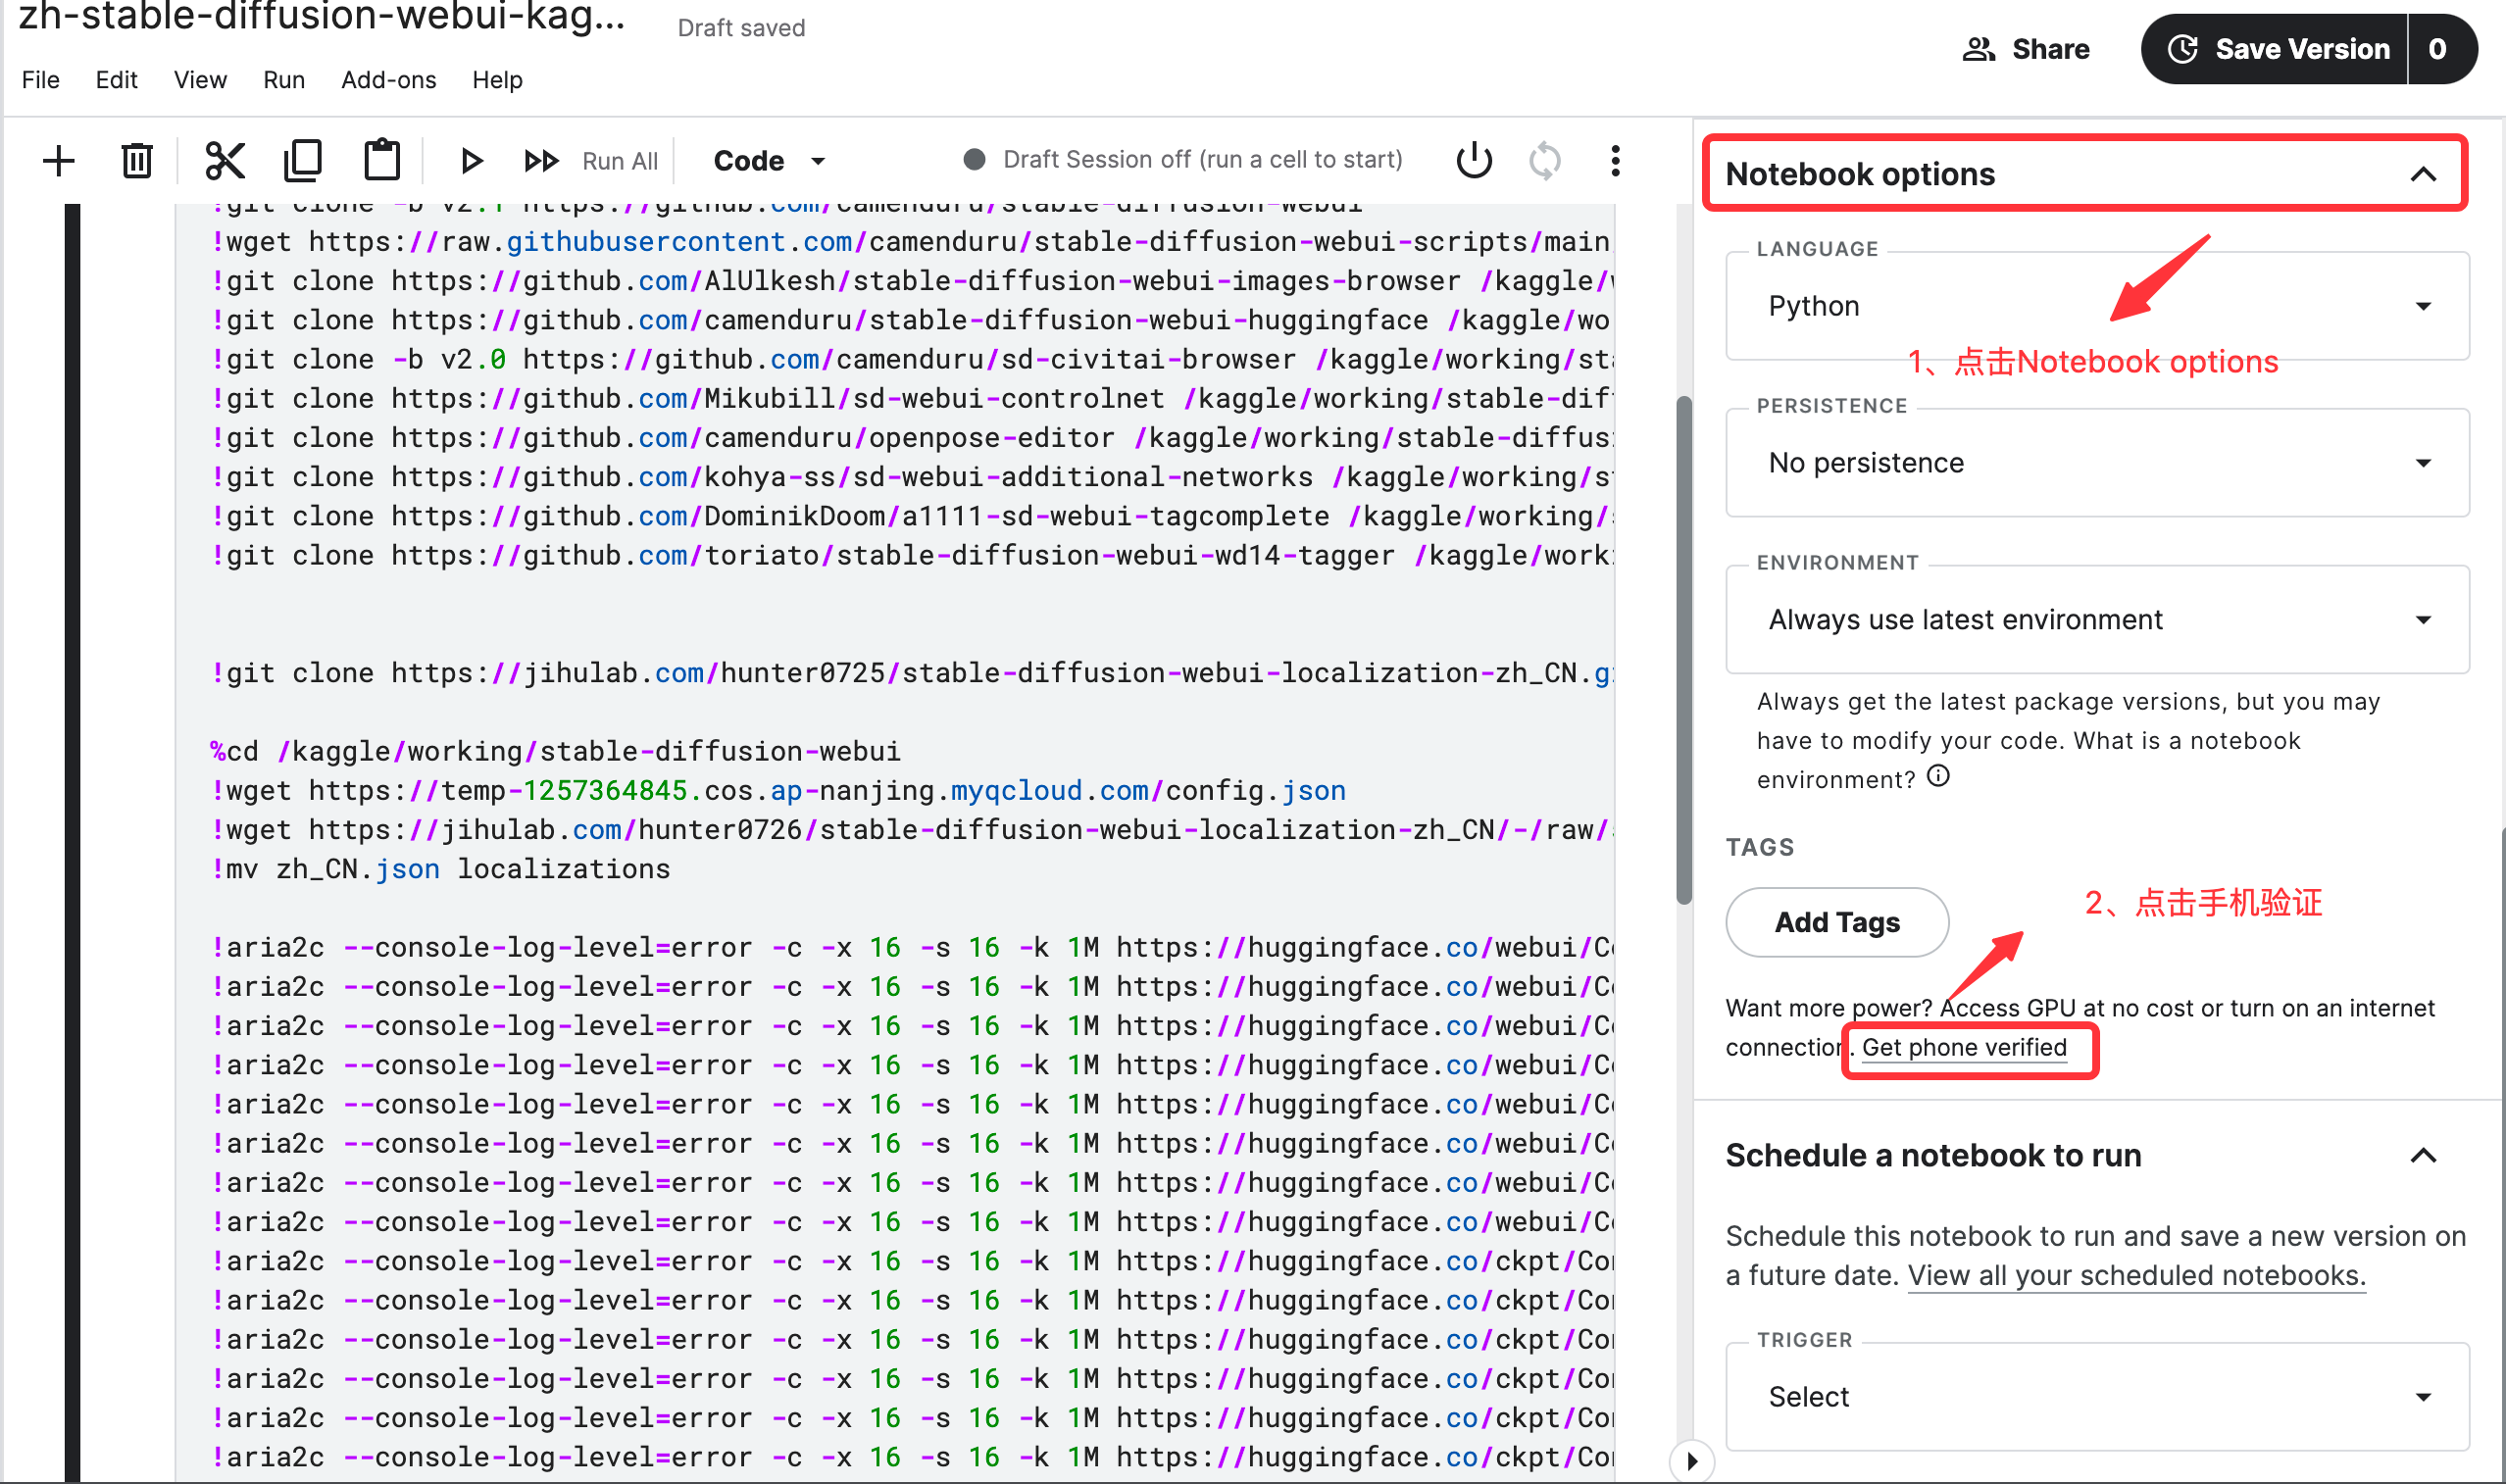 zh-stable-diffusion-webui-kag...
Draft saved
File Edit View Run Add-ons Help
Share
Save Version 0
Run All
Code
Draft Session off (run a cell to start)
!git clone -b v2.1 https://github.com/camenduru/stable-diffusion-webui
!wget https://raw.githubusercontent.com/camenduru/stable-diffusion-webui-scripts/main
!git clone https://github.com/AlUlkesh/stable-diffusion-webui-images-browser /kaggle/w
!git clone https://github.com/camenduru/stable-diffusion-webui-huggingface /kaggle/wo
!git clone -b v2.0 https://github.com/camenduru/sd-civitai-browser /kaggle/working/sta
!git clone https://github.com/Mikubill/sd-webui-controlnet /kaggle/working/stable-dif
!git clone https://github.com/camenduru/openpose-editor /kaggle/working/stable-diffus
!git clone https://github.com/kohya-ss/sd-webui-additional-networks /kaggle/working/s
!git clone https://github.com/DominikDoom/a1111-sd-webui-tagcomplete /kaggle/working/
!git clone https://github.com/toriato/stable-diffusion-webui-wd14-tagger /kaggle/work
!git clone https://jihulab.com/hunter0725/stable-diffusion-webui-localization-zh_CN.g
%cd /kaggle/working/stable-diffusion-webui
!wget https://temp-1257364845.cos.ap-nanjing.myqcloud.com/config.json
!wget https://jihulab.com/hunter0726/stable-diffusion-webui-localization-zh_CN/-/raw/
!mv zh_CN.json localizations
!aria2c --console-log-level=error -c -x 16 -s 16 -k 1M https://huggingface.co/webui/Co
!aria2c --console-log-level=error -c -x 16 -s 16 -k 1M https://huggingface.co/webui/Co
!aria2c --console-log-level=error -c -x 16 -s 16 -k 1M https://huggingface.co/webui/Co
!aria2c --console-log-level=error -c -x 16 -s 16 -k 1M https://huggingface.co/webui/Co
!aria2c --console-log-level=error -c -x 16 -s 16 -k 1M https://huggingface.co/webui/Co
!aria2c --console-log-level=error -c -x 16 -s 16 -k 1M https://huggingface.co/webui/Co
!aria2c --console-log-level=error -c -x 16 -s 16 -k 1M https://huggingface.co/webui/Co
!aria2c --console-log-level=error -c -x 16 -s 16 -k 1M https://huggingface.co/webui/Co
!aria2c --console-log-level=error -c -x 16 -s 16 -k 1M https://huggingface.co/ckpt/Con
!aria2c --console-log-level=error -c -x 16 -s 16 -k 1M https://huggingface.co/ckpt/Con
!aria2c --console-log-level=error -c -x 16 -s 16 -k 1M https://huggingface.co/ckpt/Con
!aria2c --console-log-level=error -c -x 16 -s 16 -k 1M https://huggingface.co/ckpt/Con
!aria2c --console-log-level=error -c -x 16 -s 16 -k 1M https://huggingface.co/ckpt/Con
!aria2c --console-log-level=error -c -x 16 -s 16 -k 1M https://huggingface.co/ckpt/Con
Notebook options
LANGUAGE
Python
1、点击Notebook options
PERSISTENCE
No persistence
ENVIRONMENT
Always use latest environment
Always get the latest package versions, but you may
have to modify your code. What is a notebook
environment?
TAGS
2、点击手机验证
Add Tags
Want more power? Access GPU at no cost or turn on an internet
connection. Get phone verified
Schedule a notebook to run
Schedule this notebook to run and save a new version on
a future date. View all your scheduled notebooks.
TRIGGER
Select